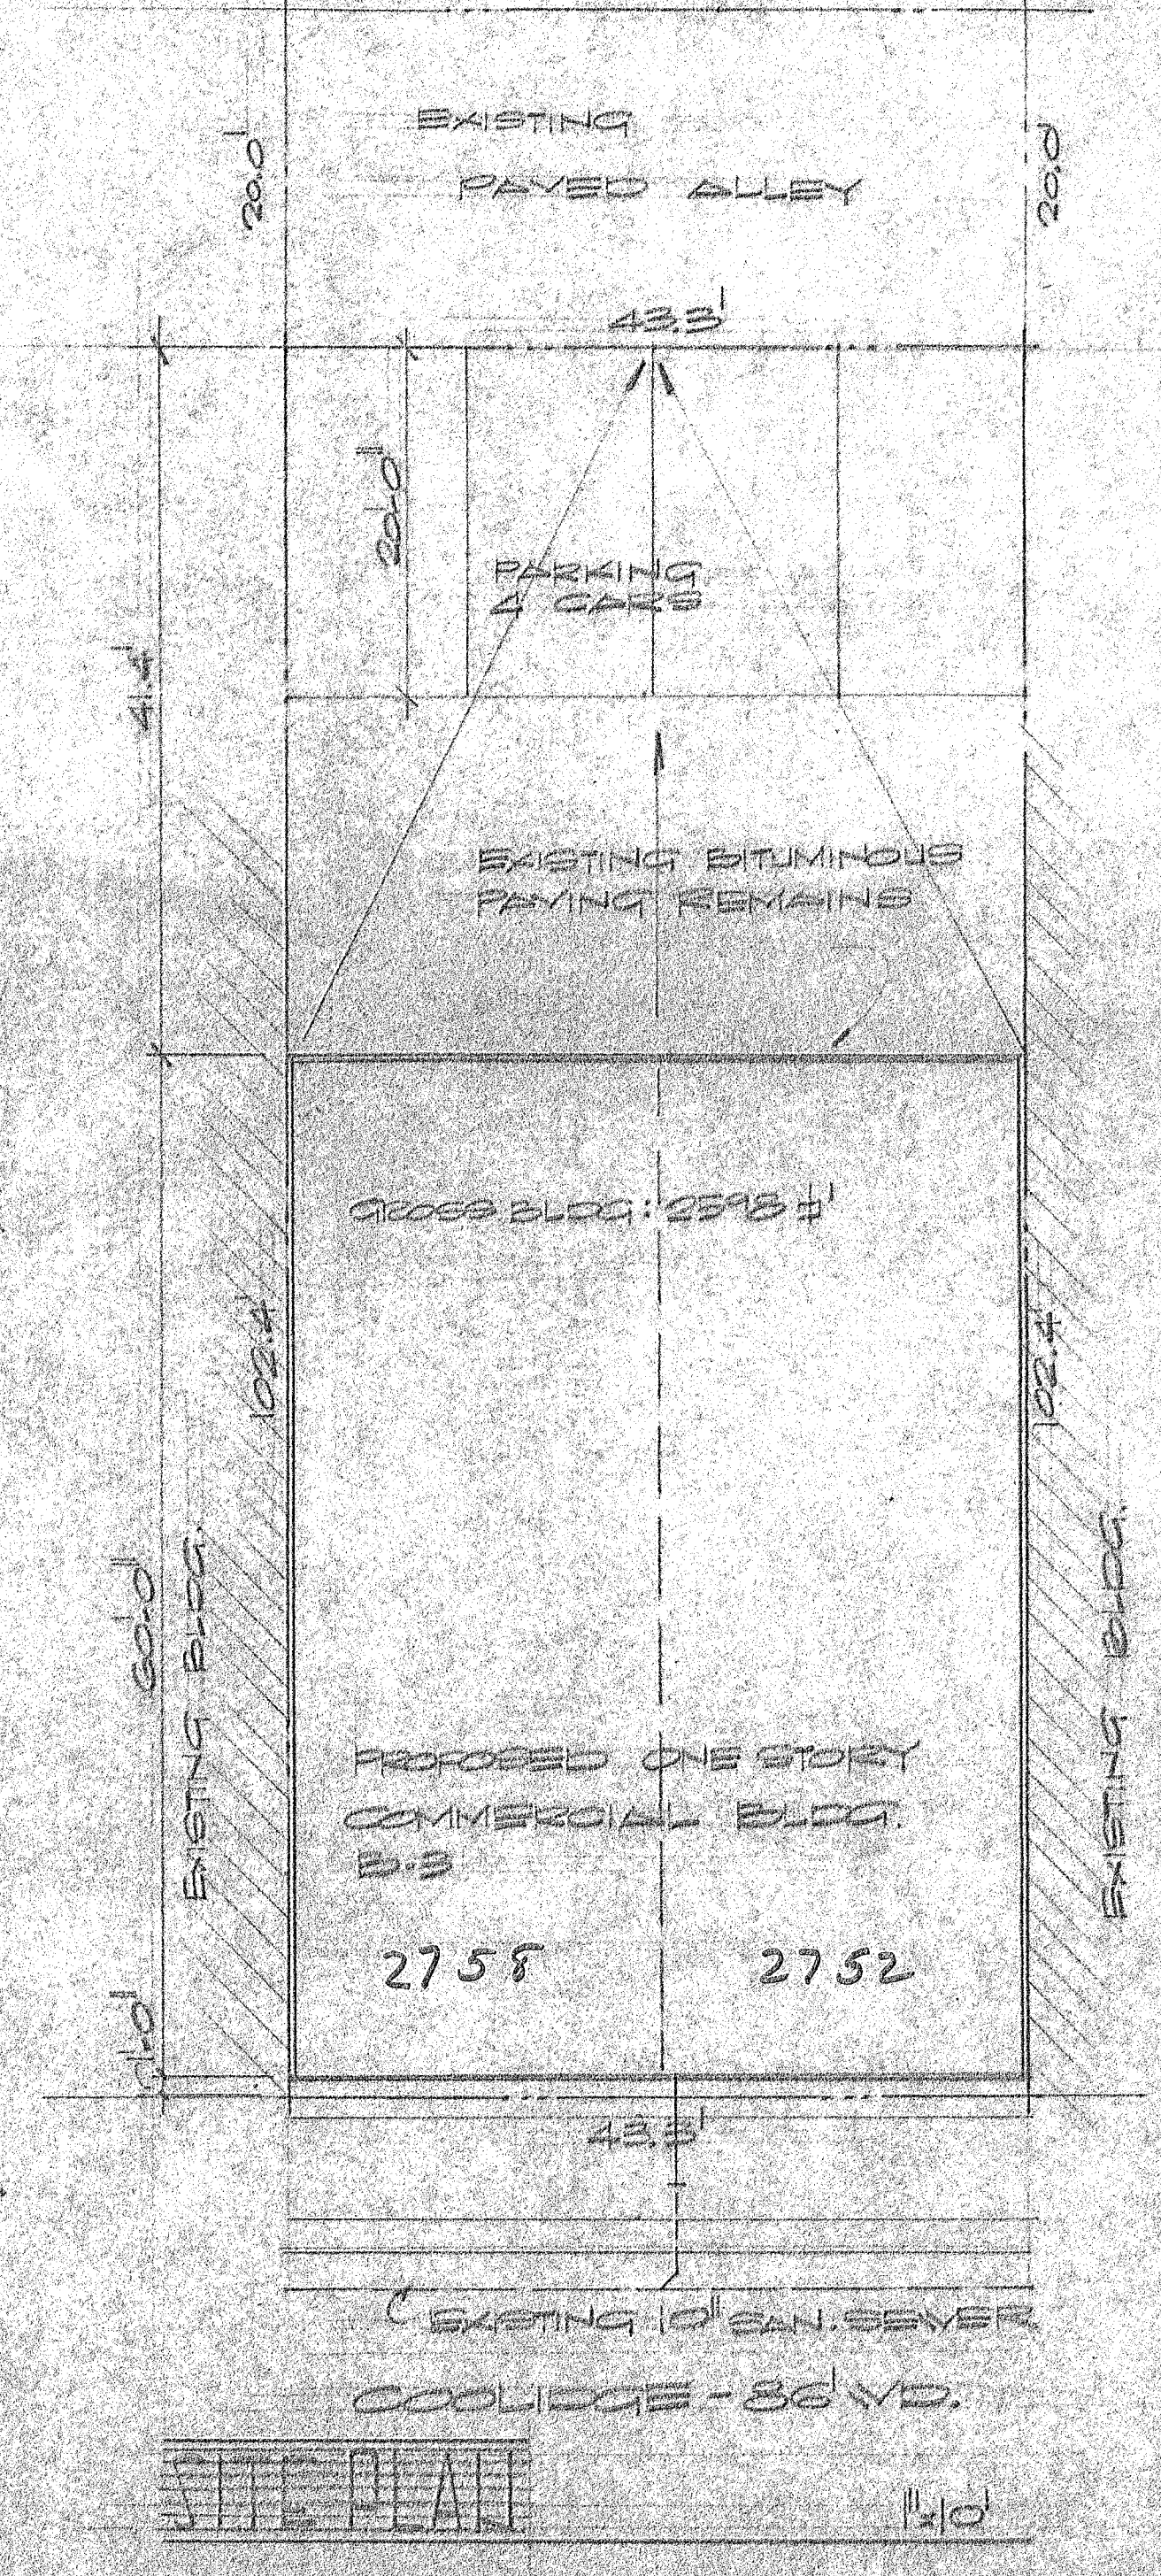 EXISTING
PAVED ALLEY
20.0'
20.0'
43.3'
20'-0"
PARKING
4 CARS
41.4'
EXISTING BITUMINOUS
PAVING REMAINS
GROSS BLDG: 2598
102.4'
102.4'
60'-0"
EXISTING BLDG.
EXISTING BLDG.
PROPOSED ONE STORY
COMMERCIAL BLDG.
B-3
2758 2752
1'-0"
43.3'
EXISTING 10" SAN. SEWER
COOLIDGE - 86' WD.
SITE PLAN
1"=10'